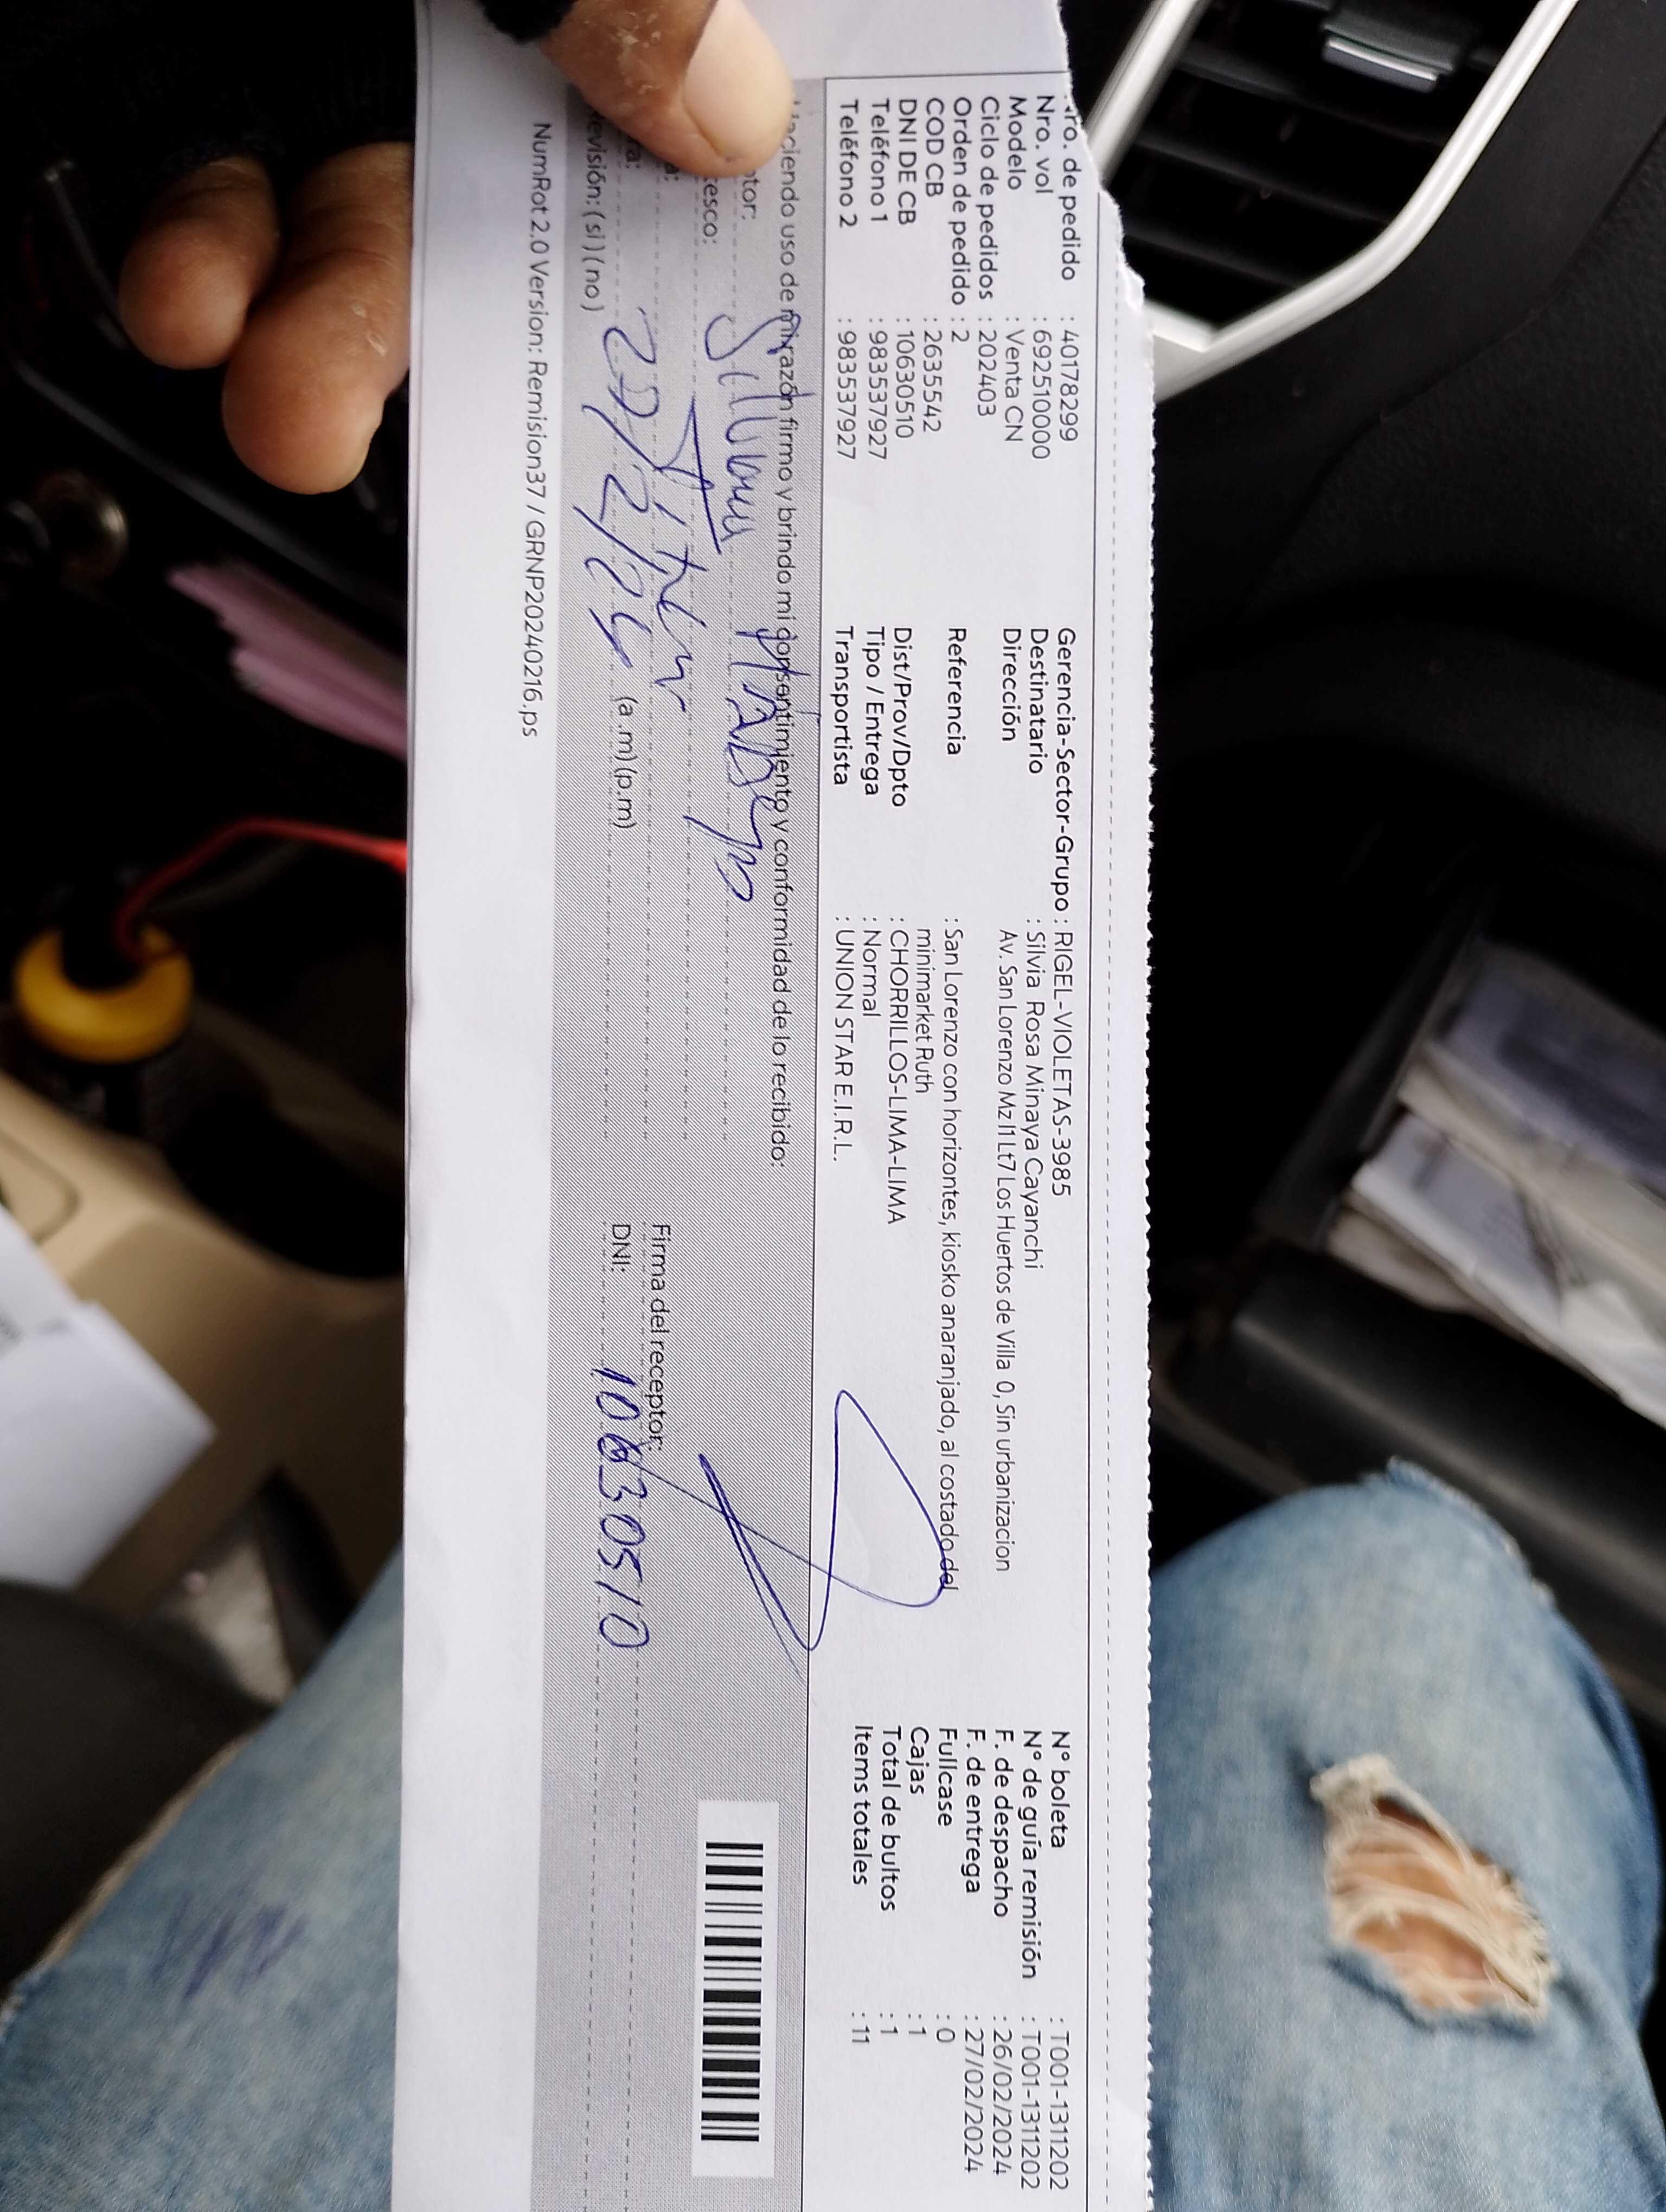 ro. de pedido : 40178299
Nro. vol : 692510000
Modelo : Venta CN
Ciclo de pedidos : 202403
Orden de pedido : 2
COD CB : 2635542
DNI DE CB : 10630510
Teléfono 1 : 983537927
Teléfono 2 : 983537927
Gerencia-Sector-Grupo : RIGEL-VIOLETAS-3985
Destinatario : Silvia Rosa Minaya Cayanchi
Dirección Av. San Lorenzo Mz I1 Lt7 Los Huertos de Villa 0, Sin urbanizacion
Referencia : San Lorenzo con horizontes, kiosko anaranjado, al costado del
minimarket Ruth
Dist/Prov/Dpto : CHORRILLOS-LIMA-LIMA
Tipo / Entrega : Normal
Transportista : UNION STAR E.I.R.L.
N° boleta : T001-1311202
N° de guía remisión : T001-1311202
F. de despacho : 26/02/2024
F. de entrega : 27/02/2024
Fullcase : 0
Cajas : 1
Total de bultos : 1
Items totales : 11
Haciendo uso de mi razón firmo y brindo mi consentimiento y conformidad de lo recibido:
tor:
tesco:
a: 27/2/24
ra: (a.m)(p.m)
evisión: (si) (no)
Firma del receptor:
DNI: 10630510
NumRot 2.0 Version: Remision37 / GRNP20240216.ps